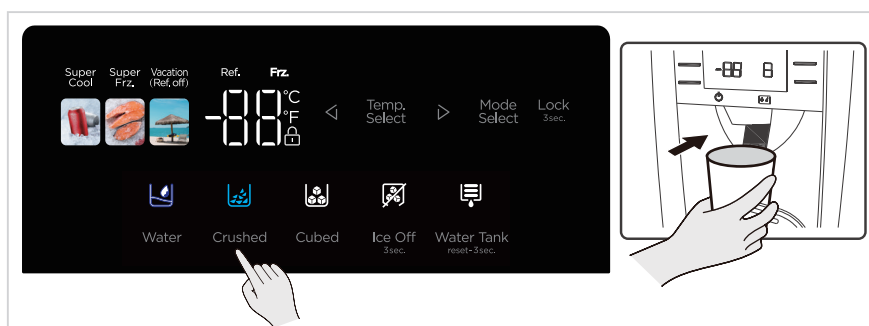 Super Cool
Super Frz.
Vacation (Ref, off)
Ref.
Frz.
-88 °C °F
Temp. Select
Mode Select
Lock 3sec.
-88 8
Water
Crushed
Cubed
Ice Off 3sec.
Water Tank reset-3sec.